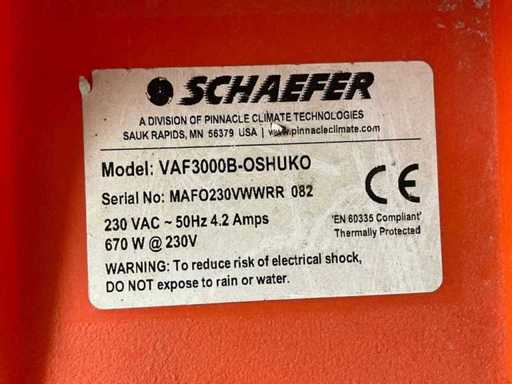 SCHAEFER
A DIVISION OF PINNACLE CLIMATE TECHNOLOGIES
SAUK RAPIDS, MN 56379 USA | www.pinnacleclimate.com
Model: VAF3000B-OSHUKO
Serial No: MAFO230VWWRR 082
CE
230 VAC ~ 50Hz 4.2 Amps
670 W @ 230V
'EN 60335 Compliant'
Thermally Protected
WARNING: To reduce risk of electrical shock,
DO NOT expose to rain or water.